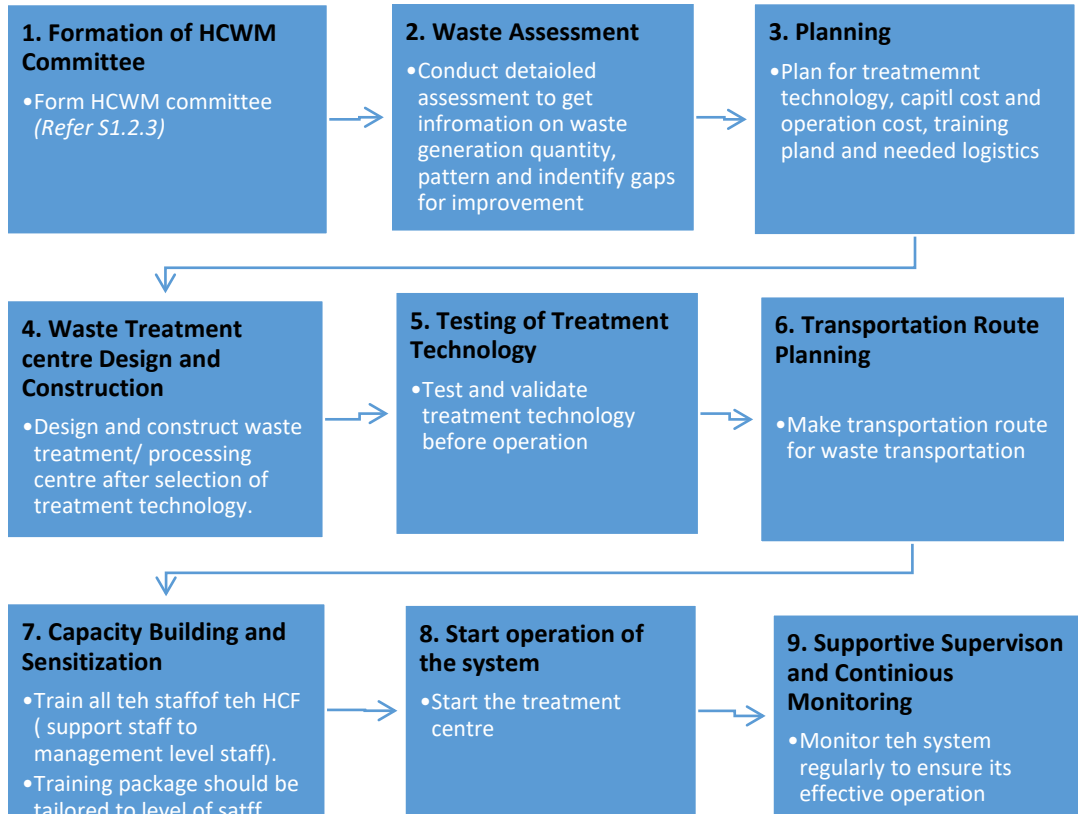 1. Formation of HCWM
Committee
•Form HCWM committee
(Refer S1.2.3)
2. Waste Assessment
•Conduct detaioled
assessment to get
infromation on waste
generation quantity,
pattern and indentify gaps
for improvement
3. Planning
•Plan for treatmemnt
technology, capitl cost and
operation cost, training
pland and needed logistics
4. Waste Treatment
centre Design and
Construction
•Design and construct waste
treatment/ processing
centre after selection of
treatment technology.
5. Testing of Treatment
Technology
•Test and validate
treatment technology
before operation
6. Transportation Route
Planning
•Make transportation route
for waste transportation
7. Capacity Building and
Sensitization
•Train all teh staffof teh HCF
( support staff to
management level staff).
•Training package should be
tailored to level of satff
8. Start operation of
the system
•Start the treatment
centre
9. Supportive Supervison
and Continious
Monitoring
•Monitor teh system
regularly to ensure its
effective operation